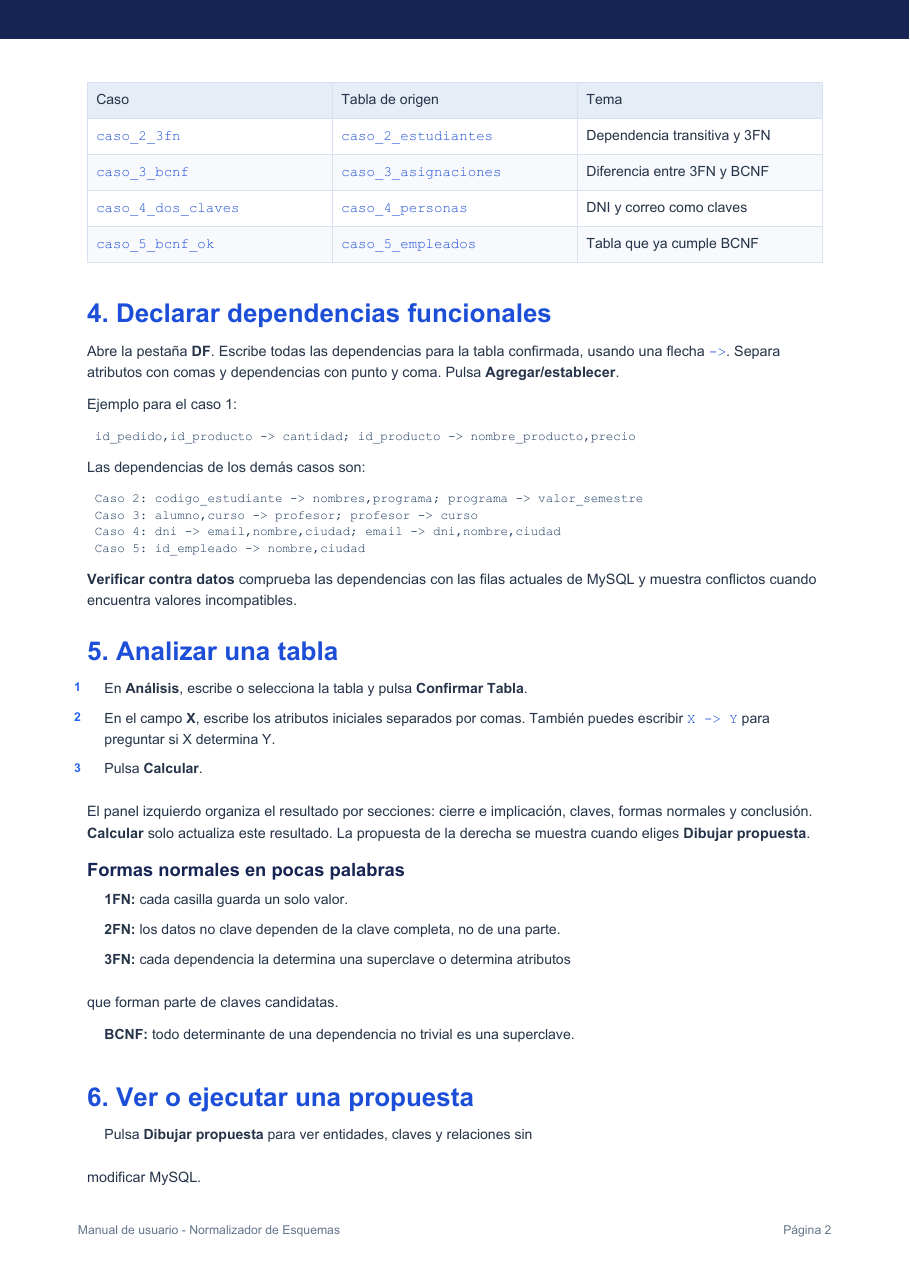 Caso Tabla de origen Tema
caso_2_3fn caso_2_estudiantes Dependencia transitiva y 3FN
caso_3_bcnf caso_3_asignaciones Diferencia entre 3FN y BCNF
caso_4_dos_claves caso_4_personas DNI y correo como claves
caso_5_bcnf_ok caso_5_empleados Tabla que ya cumple BCNF
4. Declarar dependencias funcionales
Abre la pestaña DF. Escribe todas las dependencias para la tabla confirmada, usando una flecha ->. Separa
atributos con comas y dependencias con punto y coma. Pulsa Agregar/establecer.
Ejemplo para el caso 1:
id_pedido,id_producto -> cantidad; id_producto -> nombre_producto,precio
Las dependencias de los demás casos son:
Caso 2: codigo_estudiante -> nombres,programa; programa -> valor_semestre
Caso 3: alumno,curso -> profesor; profesor -> curso
Caso 4: dni -> email,nombre,ciudad; email -> dni,nombre,ciudad
Caso 5: id_empleado -> nombre,ciudad
Verificar contra datos comprueba las dependencias con las filas actuales de MySQL y muestra conflictos cuando
encuentra valores incompatibles.
5. Analizar una tabla
1 En Análisis, escribe o selecciona la tabla y pulsa Confirmar Tabla.
2 En el campo X, escribe los atributos iniciales separados por comas. También puedes escribir X -> Y para
preguntar si X determina Y.
3 Pulsa Calcular.
El panel izquierdo organiza el resultado por secciones: cierre e implicación, claves, formas normales y conclusión.
Calcular solo actualiza este resultado. La propuesta de la derecha se muestra cuando eliges Dibujar propuesta.
Formas normales en pocas palabras
1FN: cada casilla guarda un solo valor.
2FN: los datos no clave dependen de la clave completa, no de una parte.
3FN: cada dependencia la determina una superclave o determina atributos
que forman parte de claves candidatas.
BCNF: todo determinante de una dependencia no trivial es una superclave.
6. Ver o ejecutar una propuesta
Pulsa Dibujar propuesta para ver entidades, claves y relaciones sin
modificar MySQL.
Manual de usuario - Normalizador de Esquemas Página 2